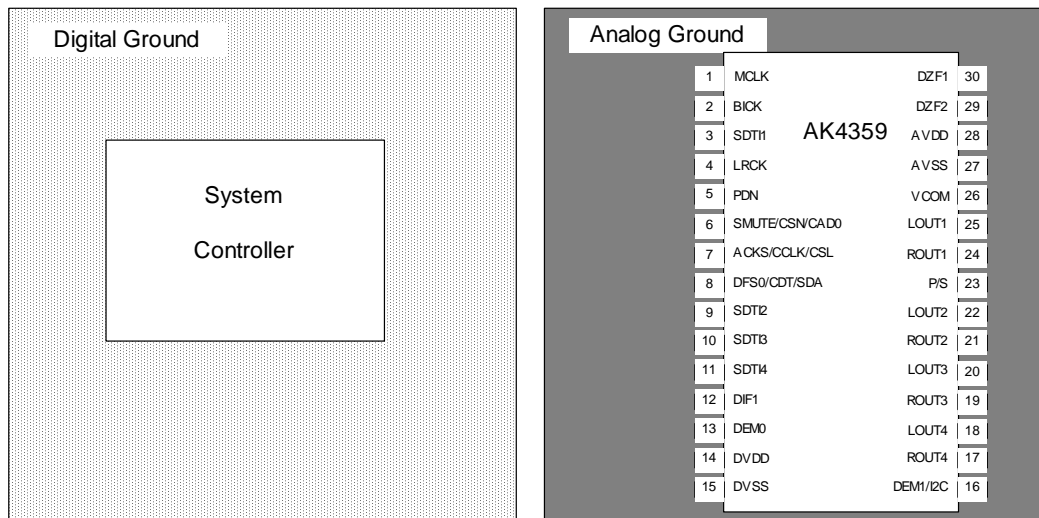 Digital Ground
System
Controller
Analog Ground
AK4359
1 MCLK DZF1 30
2 BICK DZF2 29
3 SDTI1 AVDD 28
4 LRCK AVSS 27
5 PDN VCOM 26
6 SMUTE/CSN/CAD0 LOUT1 25
7 ACKS/CCLK/CSL ROUT1 24
8 DFS0/CDT/SDA P/S 23
9 SDTI2 LOUT2 22
10 SDTI3 ROUT2 21
11 SDTI4 LOUT3 20
12 DIF1 ROUT3 19
13 DEM0 LOUT4 18
14 DVDD ROUT4 17
15 DVSS DEM1/I2C 16